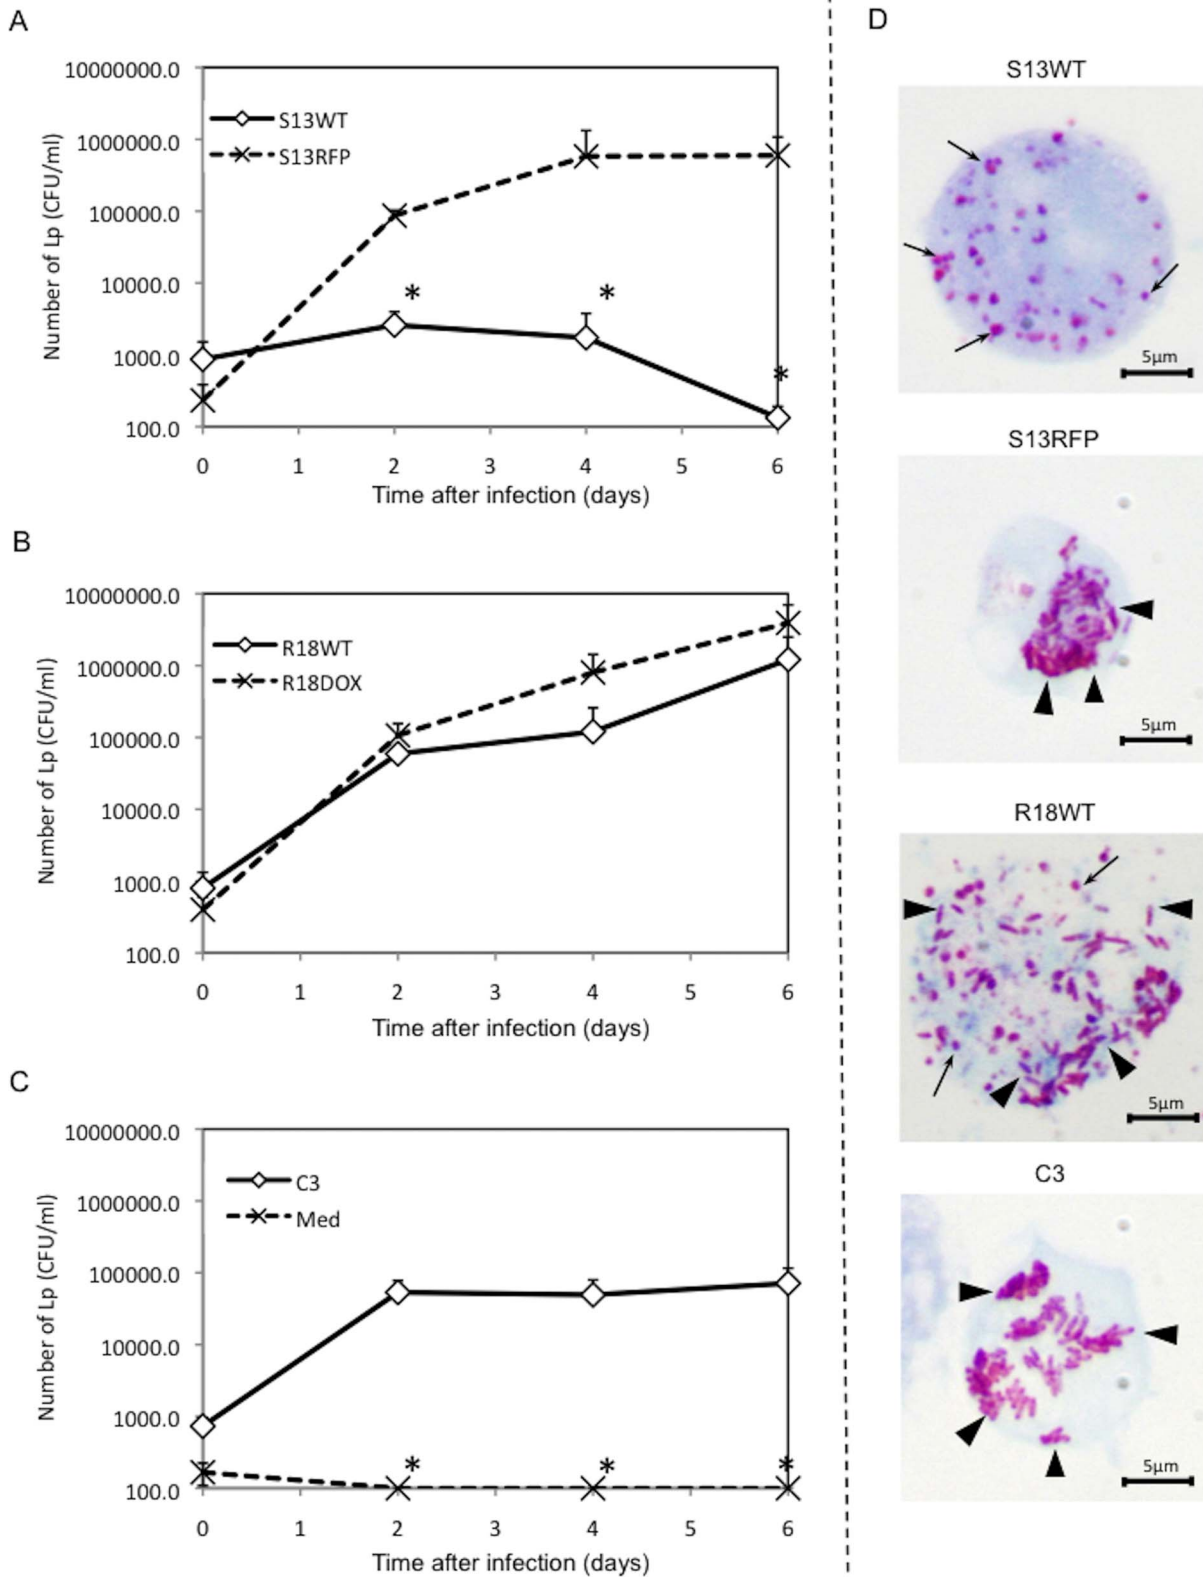 A
10000000.0
1000000.0
100000.0
10000.0
1000.0
100.0
Number of Lp (CFU/ml)
S13WT
S13RFP
*
*
*
0 1 2 3 4 5 6
Time after infection (days)
B
10000000.0
1000000.0
100000.0
10000.0
1000.0
100.0
Number of Lp (CFU/ml)
R18WT
R18DOX
0 1 2 3 4 5 6
Time after infection (days)
C
10000000.0
1000000.0
100000.0
10000.0
1000.0
100.0
Number of Lp (CFU/ml)
C3
Med
* * *
0 1 2 3 4 5 6
Time after infection (days)
D
S13WT
5μm
S13RFP
5μm
R18WT
5μm
C3
5μm